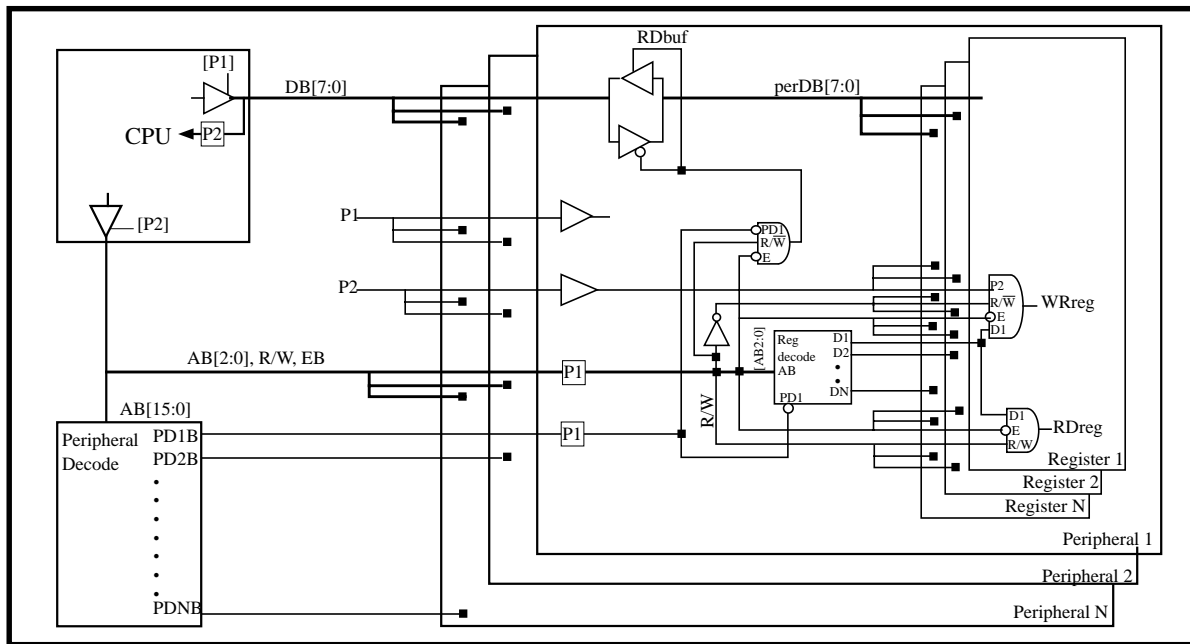 RDbuf
[P1]
DB[7:0]
perDB[7:0]
CPU
P2
[P2]
P1
PD1
R/W̅
E
P2
P2
R/W̅
E
D1
WRreg
AB[2:0], R/W, EB
P1
[AB2:0]
Reg
decode
AB
D1
D2
DN
PD1
AB[15:0]
Peripheral
Decode
PD1B
PD2B
PDNB
P1
R/W
D1
E
R/W
RDreg
Register 1
Register 2
Register N
Peripheral 1
Peripheral 2
Peripheral N